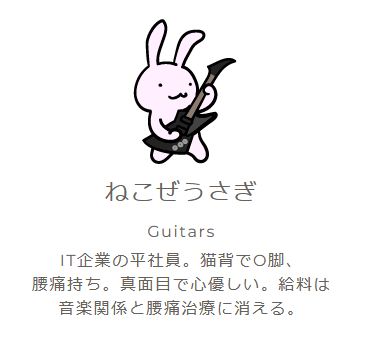 ねこぜうさぎ
Guitars
IT企業の平社員。猫背でO脚、
腰痛持ち。真面目で心優しい。給料は
音楽関係と腰痛治療に消える。